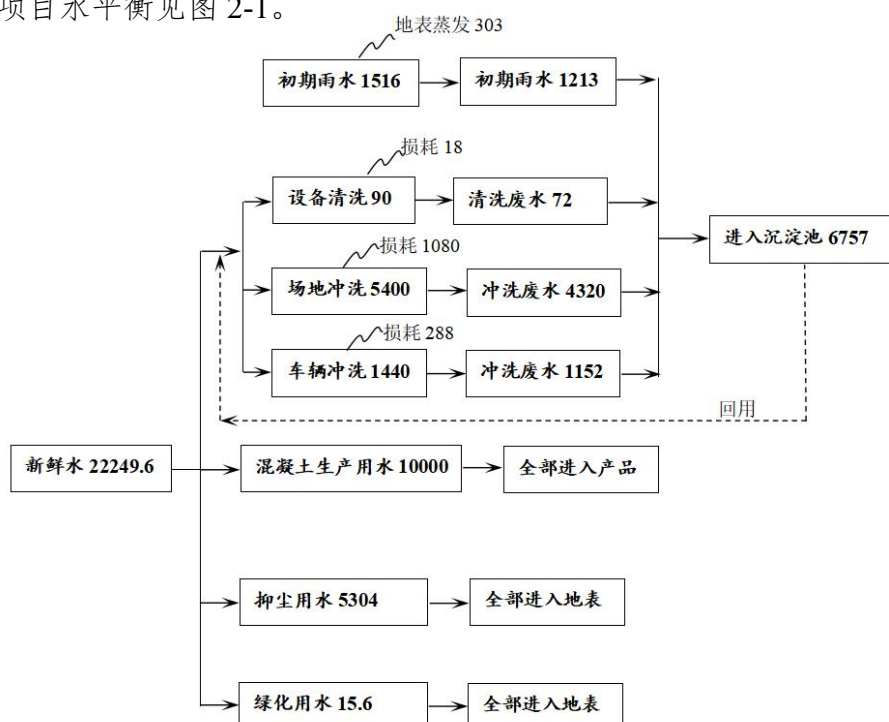 项目水平衡见图 2-1。
地表蒸发 303
初期雨水 1516
初期雨水 1213
损耗 18
设备清洗 90
清洗废水 72
进入沉淀池 6757
损耗 1080
场地冲洗 5400
冲洗废水 4320
损耗 288
车辆冲洗 1440
冲洗废水 1152
回用
新鲜水 22249.6
混凝土生产用水 10000
全部进入产品
抑尘用水 5304
全部进入地表
绿化用水 15.6
全部进入地表